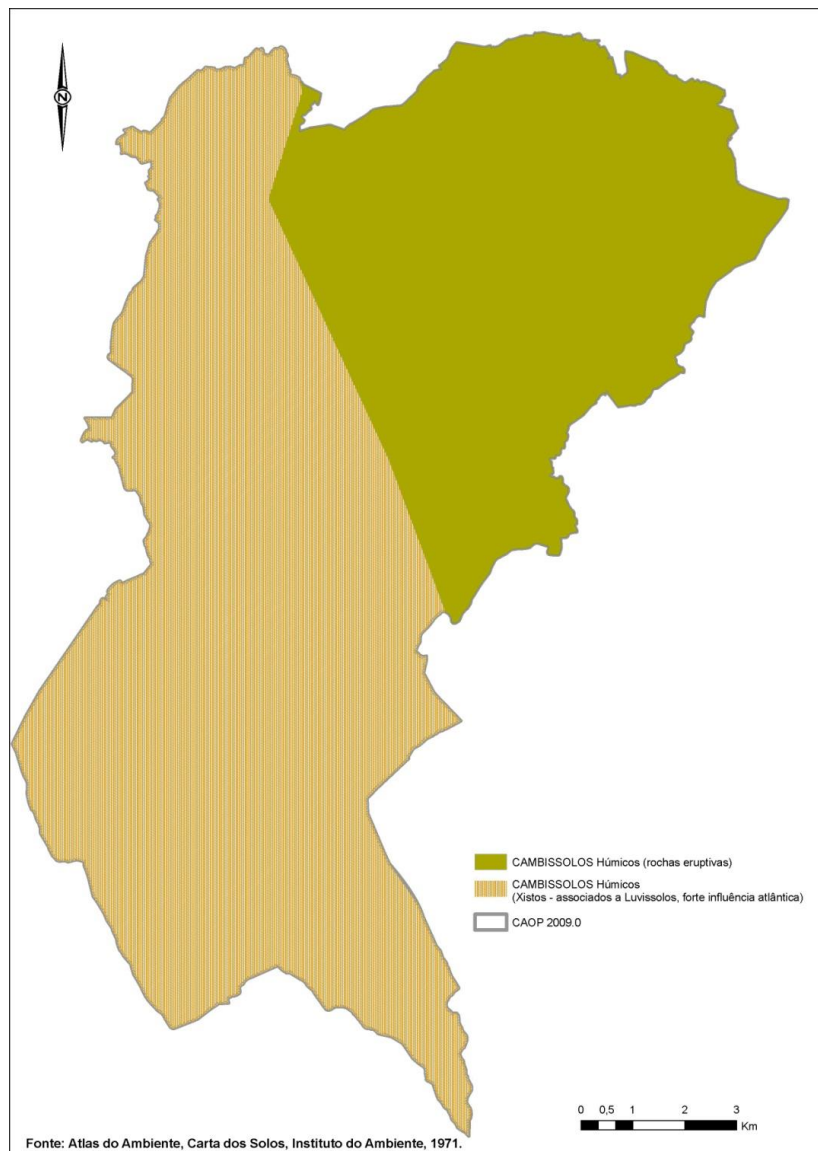 N
CAMBISSOLOS Húmicos (rochas eruptivas)
CAMBISSOLOS Húmicos
(Xistos - associados a Luvissolos, forte influência atlântica)
CAOP 2009.0
0 0,5 1 2 3
Km
Fonte: Atlas do Ambiente, Carta dos Solos, Instituto do Ambiente, 1971.